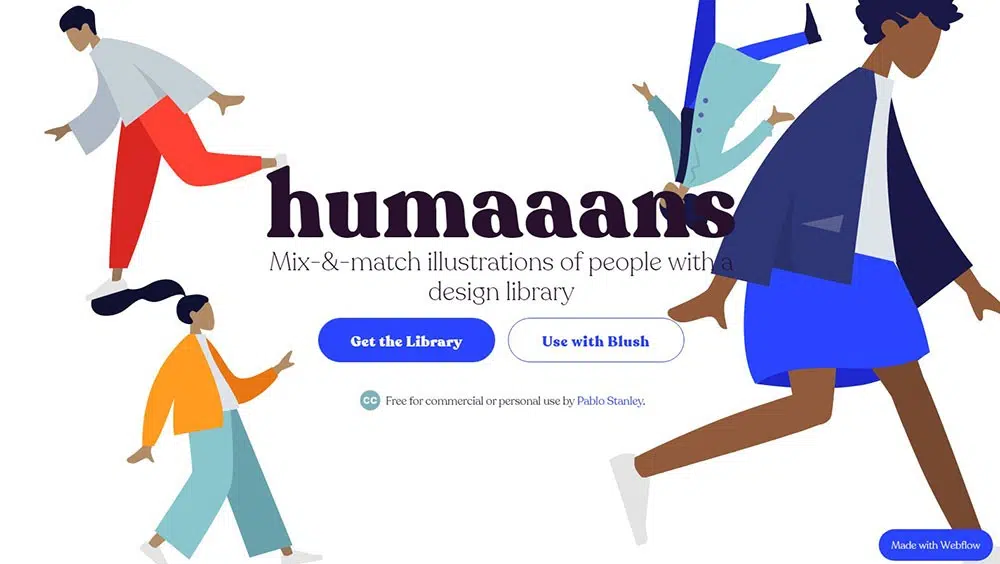 humaaans
Mix-&-match illustrations of people with a
design library
Get the Library
Use with Blush
CC Free for commercial or personal use by Pablo Stanley.
Made with Webflow